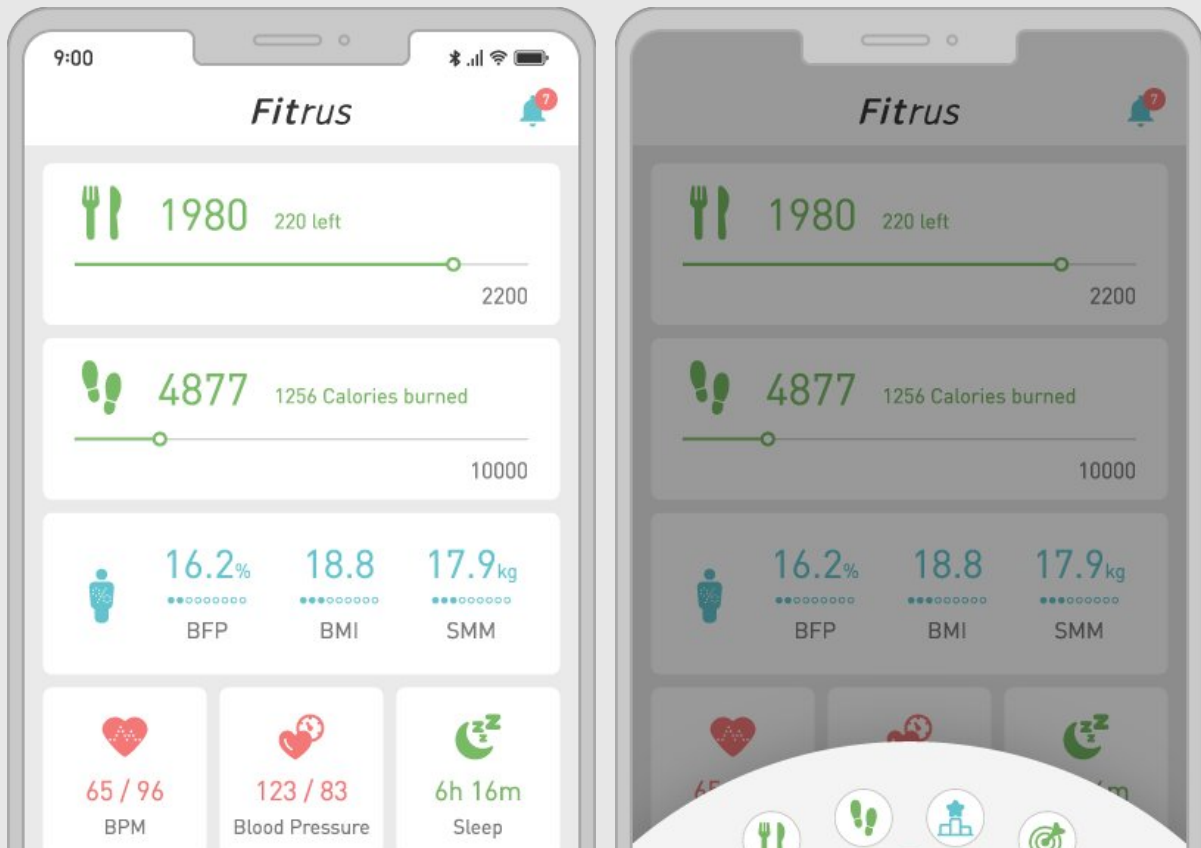 9:00
Fitrus
7
1980 220 left
2200
4877 1256 Calories burned
10000
16.2% 18.8 17.9kg
BFP BMI SMM
65 / 96 123 / 83 6h 16m
BPM Blood Pressure Sleep
Fitrus
7
1980 220 left
2200
4877 1256 Calories burned
10000
16.2% 18.8 17.9kg
BFP BMI SMM